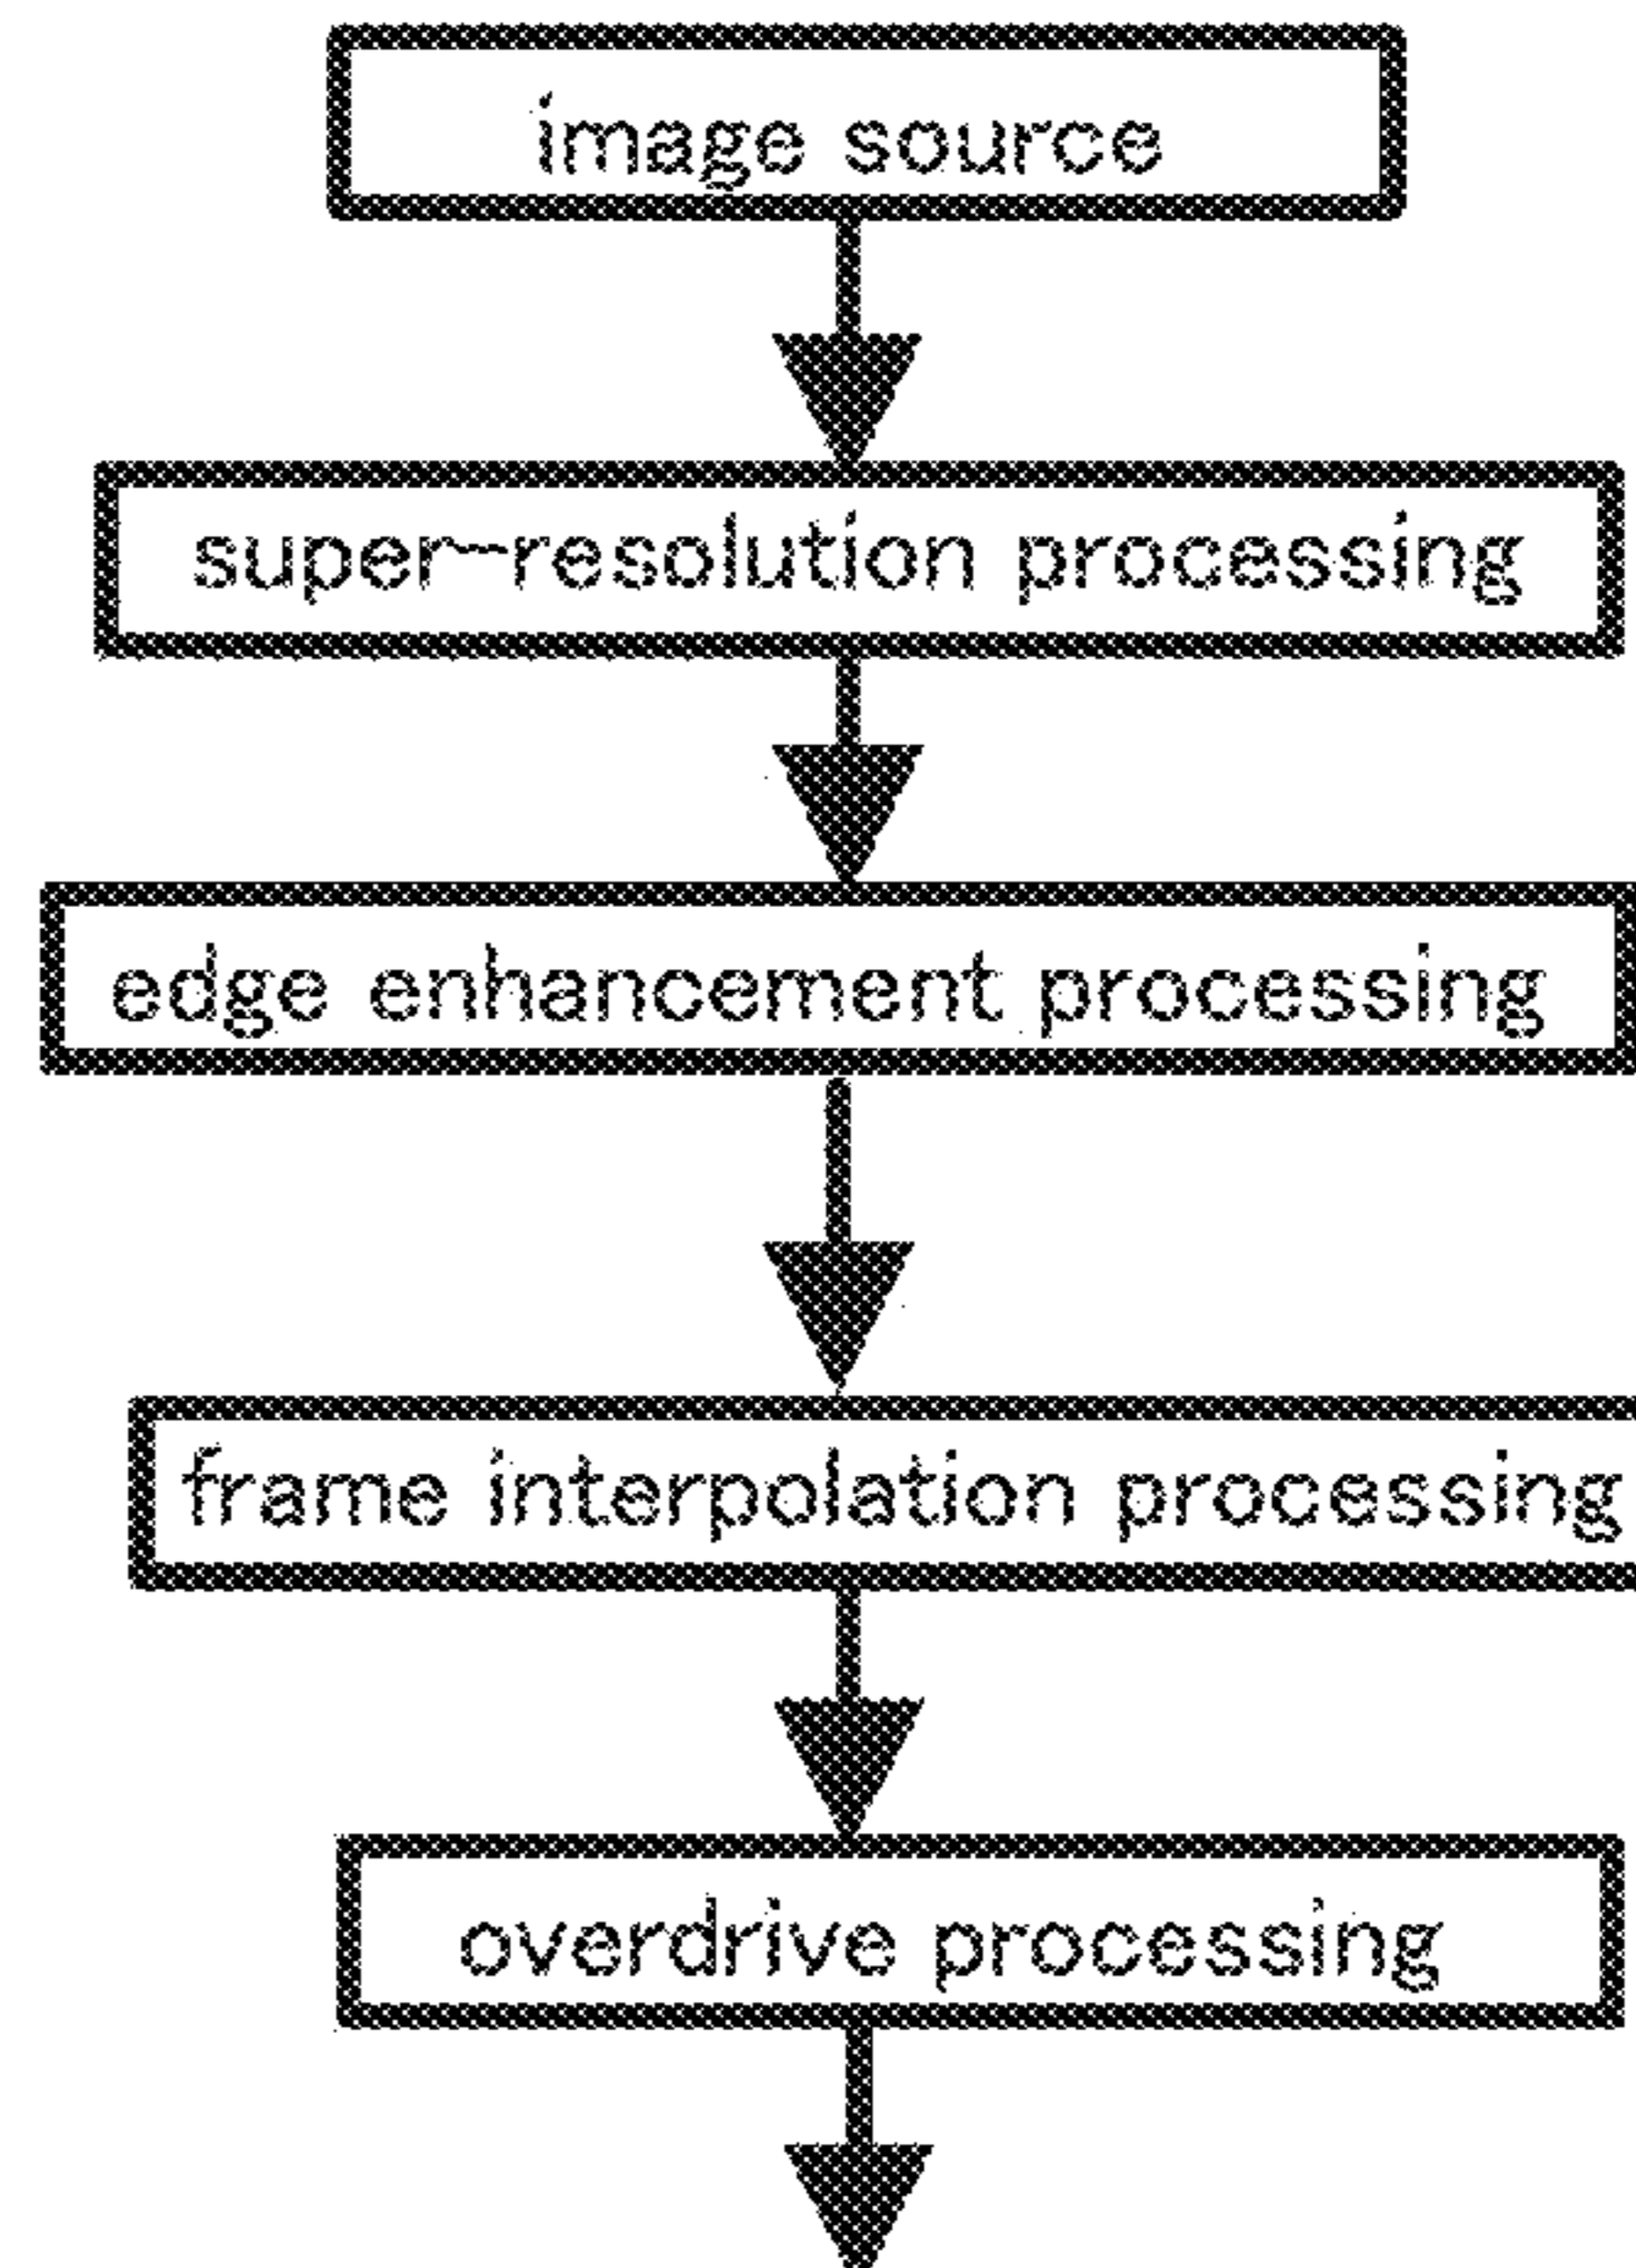 image source
super-resolution processing
edge enhancement processing
frame interpolation processing
overdrive processing